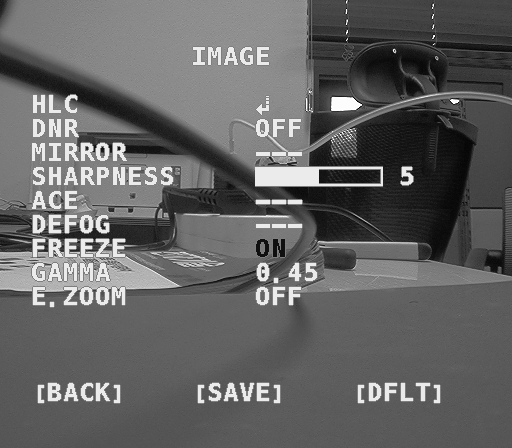 IMAGE
HLC ↲
DNR OFF
MIRROR ---
SHARPNESS 5
ACE ---
DEFOG ---
FREEZE ON
GAMMA 0.45
E.ZOOM OFF
[BACK] [SAVE] [DFLT]